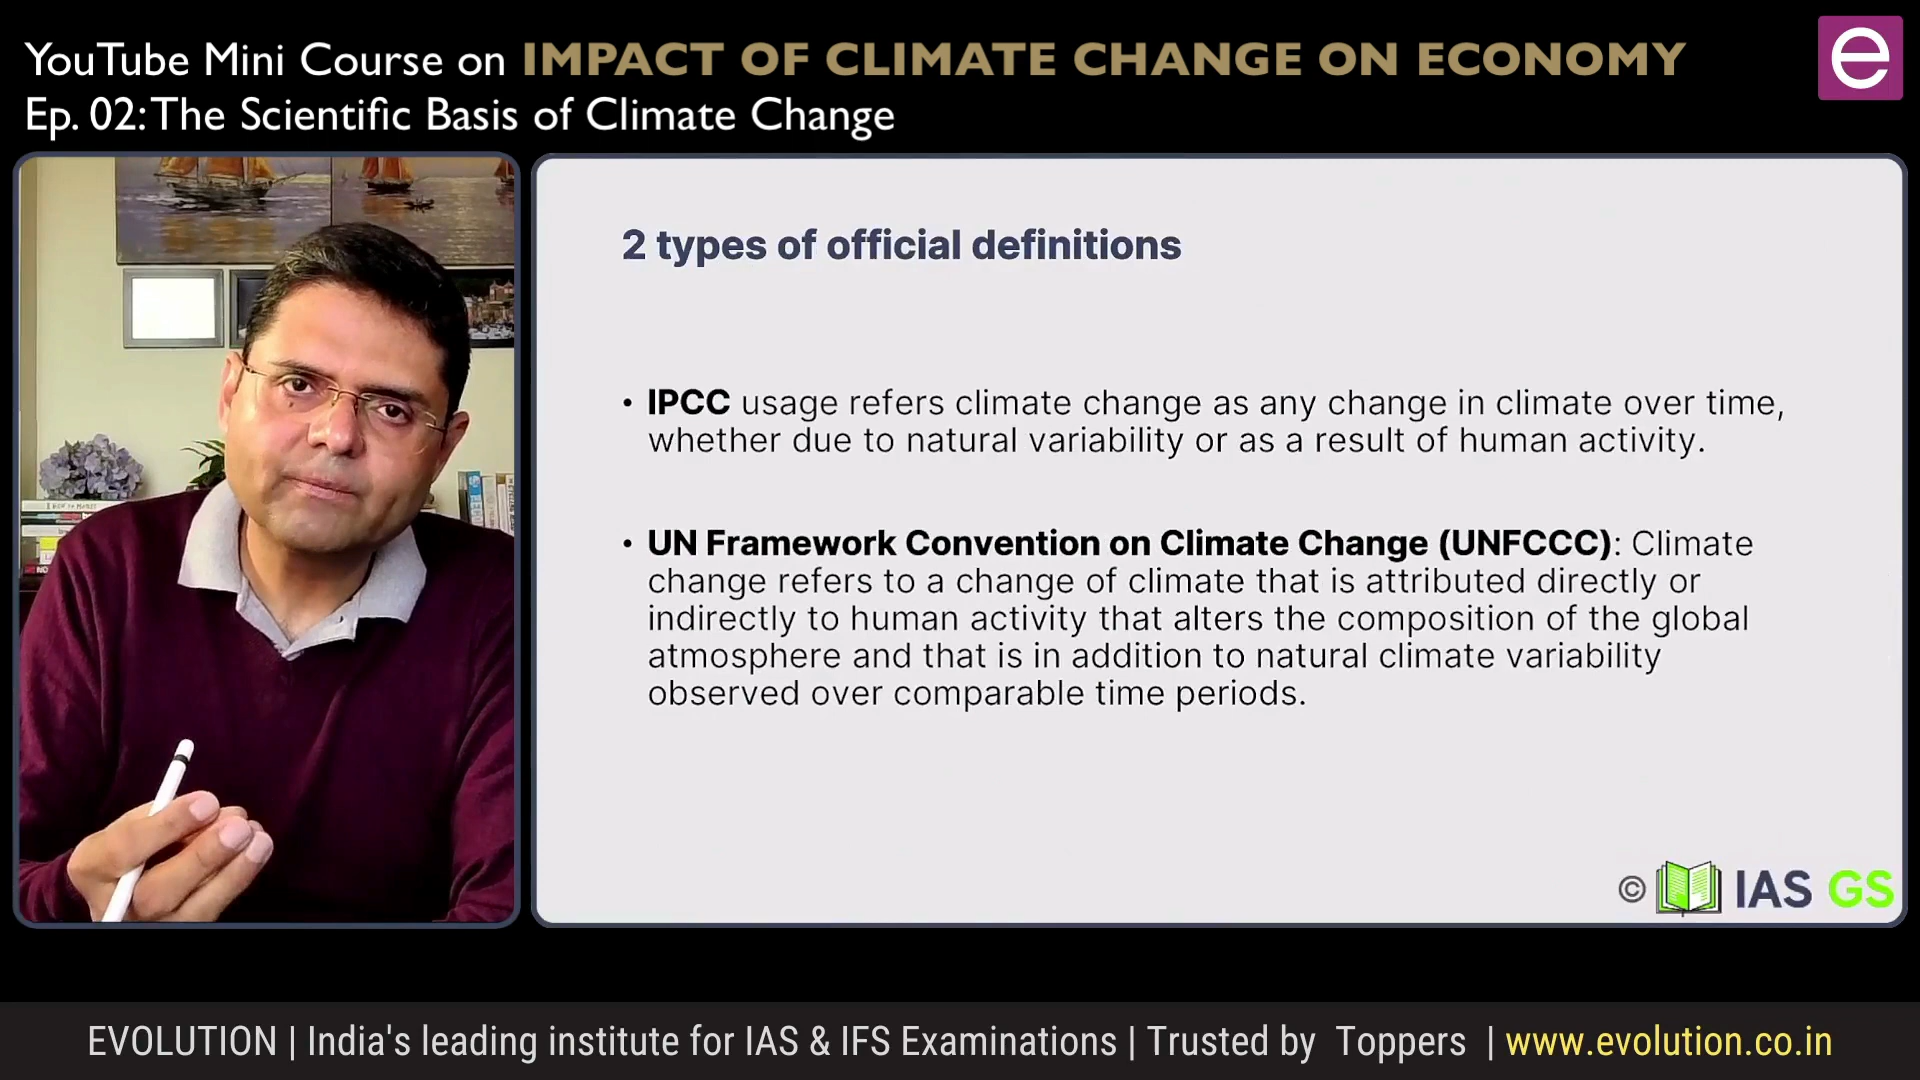 YouTube Mini Course on IMPACT OF CLIMATE CHANGE ON ECONOMY
Ep. 02: The Scientific Basis of Climate Change
e
2 types of official definitions
• IPCC usage refers climate change as any change in climate over time,
whether due to natural variability or as a result of human activity.
• UN Framework Convention on Climate Change (UNFCCC): Climate
change refers to a change of climate that is attributed directly or
indirectly to human activity that alters the composition of the global
atmosphere and that is in addition to natural climate variability
observed over comparable time periods.
© IAS GS
EVOLUTION | India's leading institute for IAS & IFS Examinations | Trusted by Toppers | www.evolution.co.in